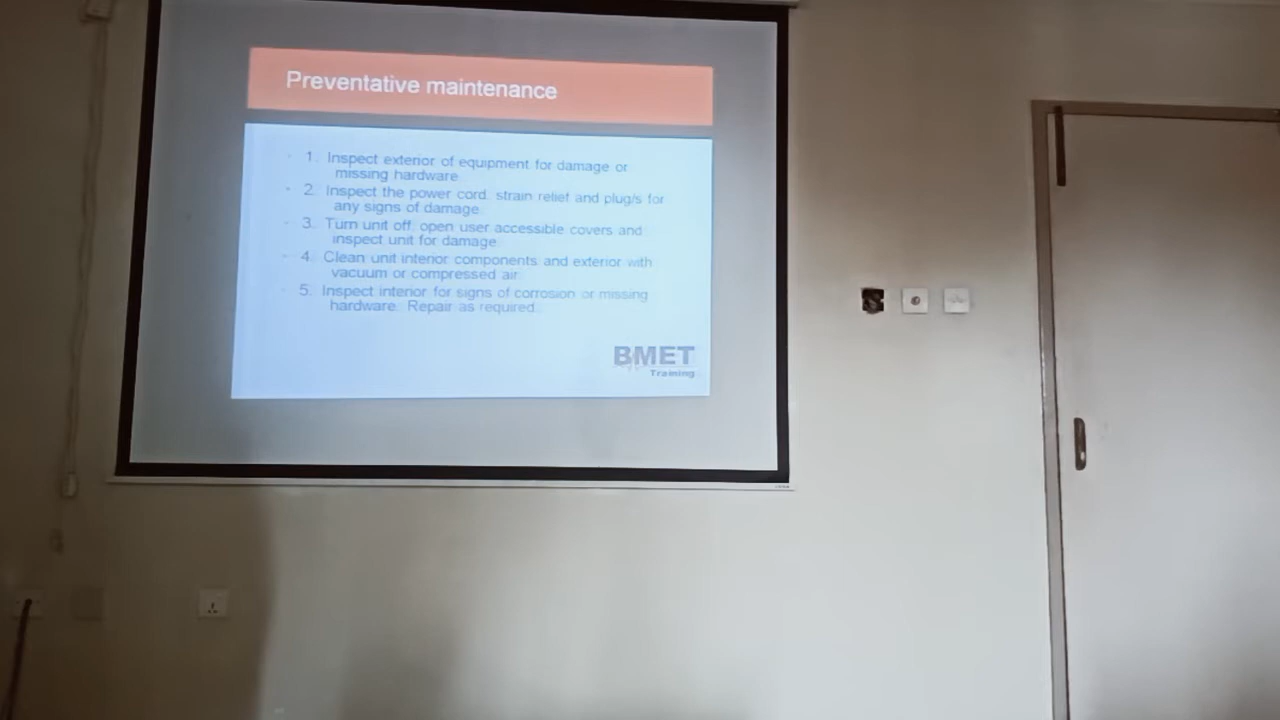 Preventative maintenance
1. Inspect exterior of equipment for damage or
missing hardware.
2. Inspect the power cord, strain relief and plug/s for
any signs of damage.
3. Turn unit off, open user accessible covers and
inspect unit for damage.
4. Clean unit interior components and exterior with
vacuum or compressed air.
5. Inspect interior for signs of corrosion or missing
hardware. Repair as required.
BMET
Training